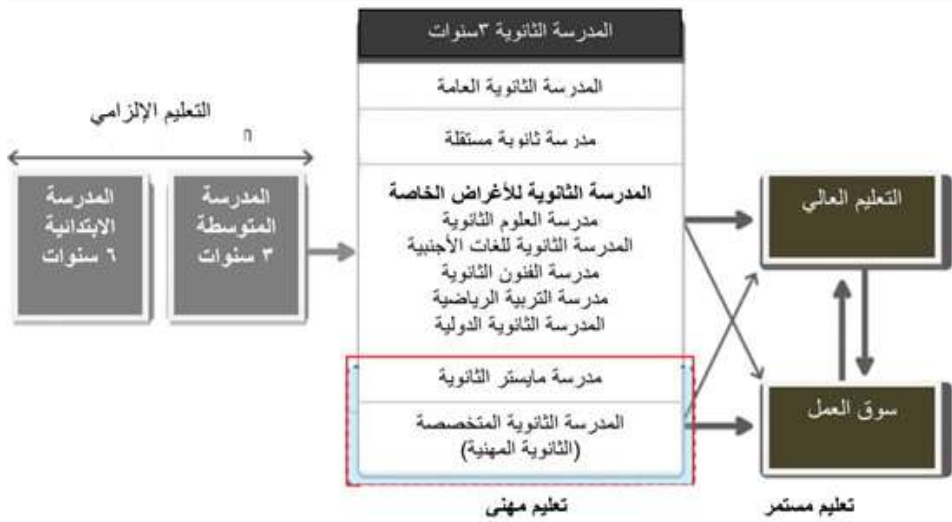 المدرسة الثانوية ٣سنوات
المدرسة الثانوية العامة
مدرسة ثانوية مستقلة
المدرسة الثانوية للأغراض الخاصة
مدرسة العلوم الثانوية
المدرسة الثانوية للغات الأجنبية
مدرسة الفنون الثانوية
مدرسة التربية الرياضية
المدرسة الثانوية الدولية
مدرسة مايستر الثانوية
المدرسة الثانوية المتخصصة
(الثانوية المهنية)
تعليم مهني
التعليم الإلزامي
المدرسة
المتوسطة
٣ سنوات
المدرسة
الابتدائية
٦ سنوات
التعليم العالي
سوق العمل
تعليم مستمر